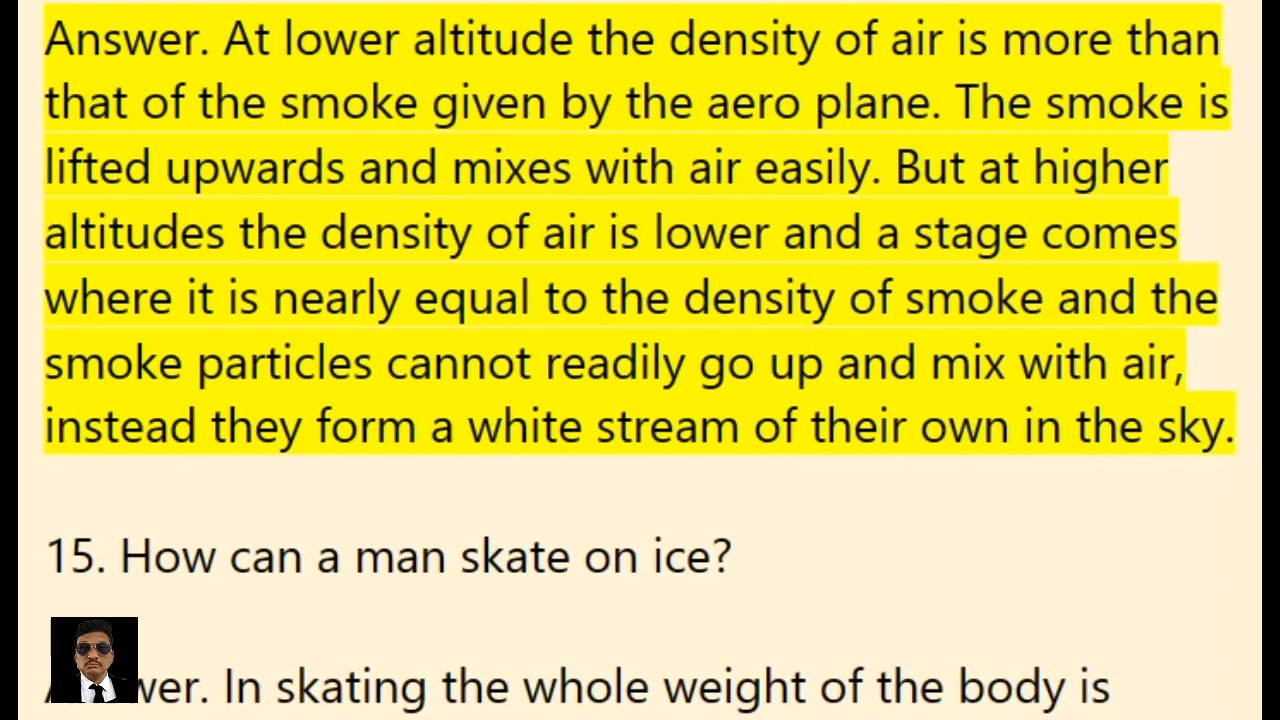 Answer. At lower altitude the density of air is more than
that of the smoke given by the aero plane. The smoke is
lifted upwards and mixes with air easily. But at higher
altitudes the density of air is lower and a stage comes
where it is nearly equal to the density of smoke and the
smoke particles cannot readily go up and mix with air,
instead they form a white stream of their own in the sky.
15. How can a man skate on ice?
In skating the whole weight of the body is